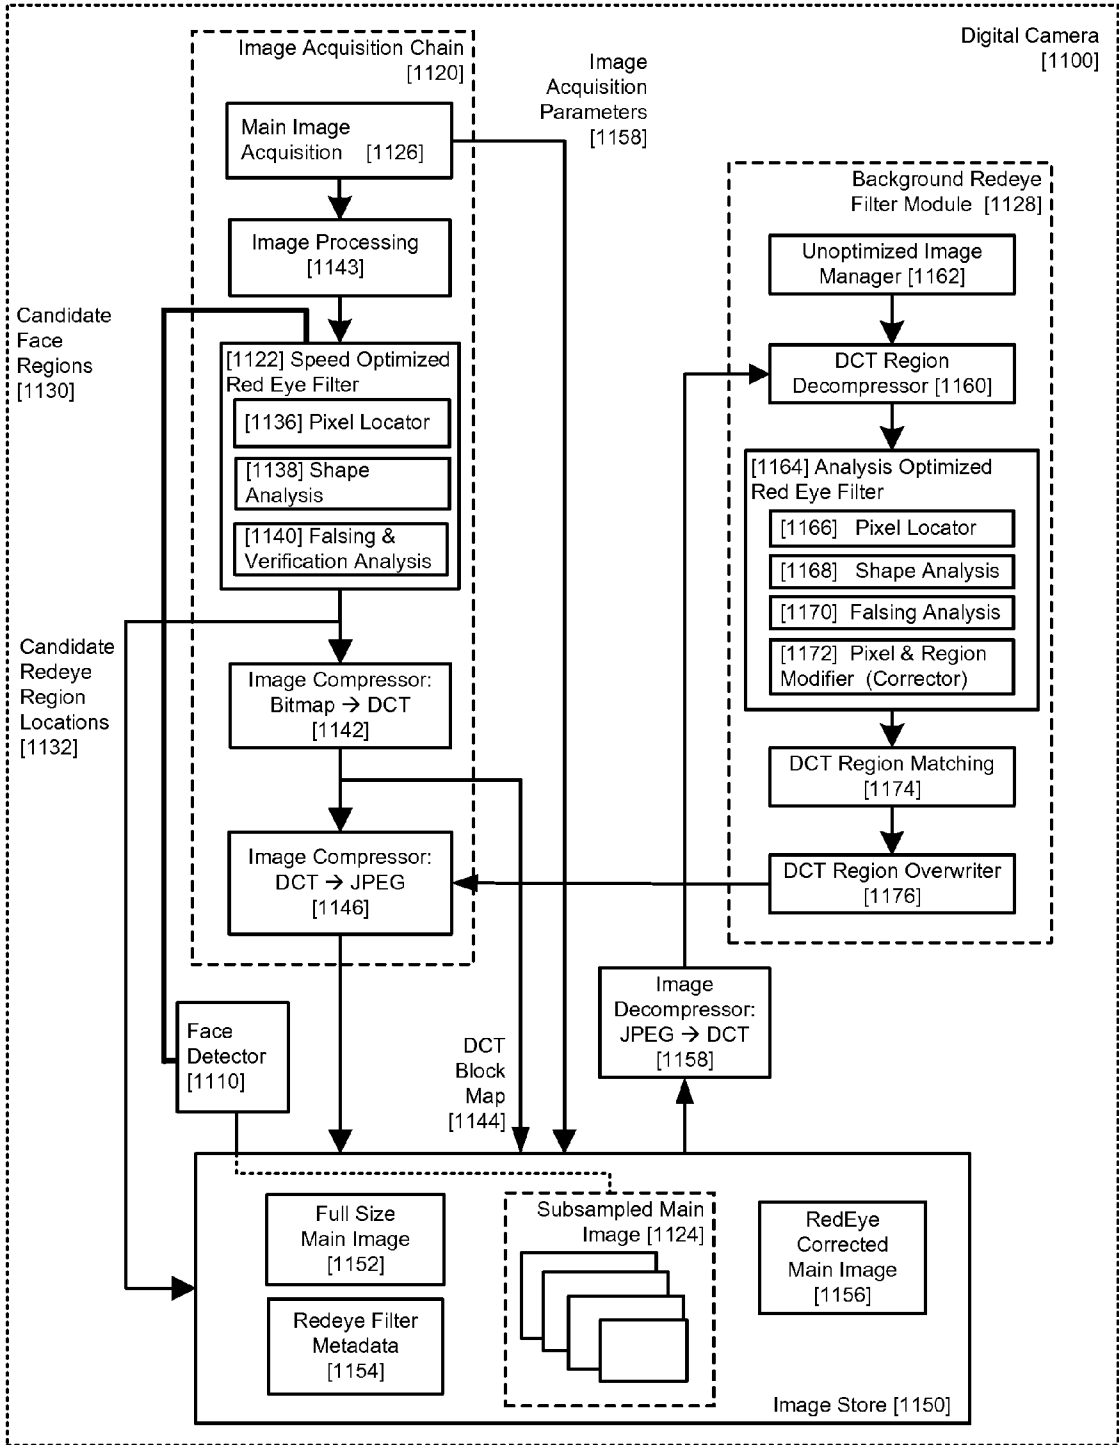 Digital Camera
[1100]
Image Acquisition Chain
[1120]
Image
Acquisition
Parameters
[1158]
Main Image
Acquisition [1126]
Image Processing
[1143]
Candidate
Face
Regions
[1130]
[1122] Speed Optimized
Red Eye Filter
[1136] Pixel Locator
[1138] Shape
Analysis
[1140] Falsing &
Verification Analysis
Candidate
Redeye
Region
Locations
[1132]
Image Compressor:
Bitmap → DCT
[1142]
Image Compressor:
DCT → JPEG
[1146]
Background Redeye
Filter Module [1128]
Unoptimized Image
Manager [1162]
DCT Region
Decompressor [1160]
[1164] Analysis Optimized
Red Eye Filter
[1166] Pixel Locator
[1168] Shape Analysis
[1170] Falsing Analysis
[1172] Pixel & Region
Modifier (Corrector)
DCT Region Matching
[1174]
DCT Region Overwriter
[1176]
Face
Detector
[1110]
DCT
Block
Map
[1144]
Image
Decompressor:
JPEG → DCT
[1158]
Full Size
Main Image
[1152]
Redeye Filter
Metadata
[1154]
Subsampled Main
Image [1124]
RedEye
Corrected
Main Image
[1156]
Image Store [1150]